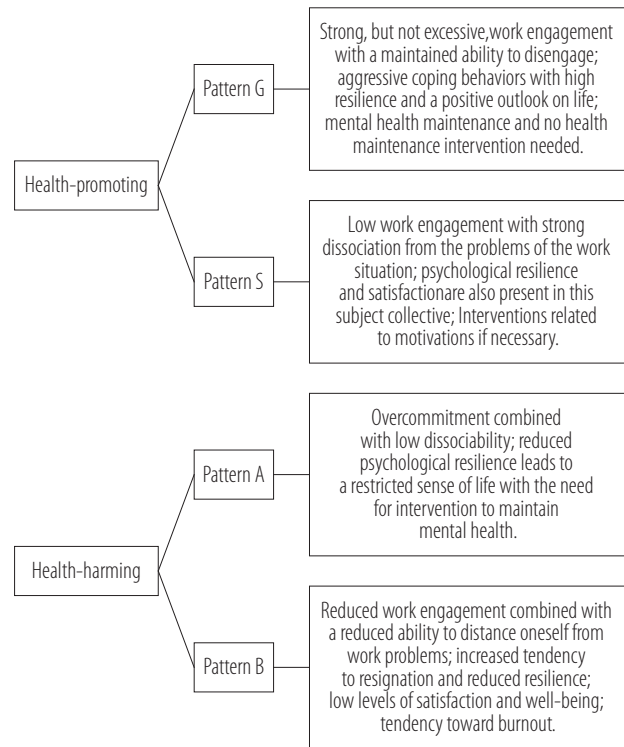 Health-promoting
Pattern G
Strong, but not excessive,work engagement
with a maintained ability to disengage;
aggressive coping behaviors with high
resilience and a positive outlook on life;
mental health maintenance and no health
maintenance intervention needed.
Pattern S
Low work engagement with strong
dissociation from the problems of the work
situation; psychological resilience
and satisfactionare also present in this
subject collective; Interventions related
to motivations if necessary.
Health-harming
Pattern A
Overcommitment combined
with low dissociability; reduced
psychological resilience leads to
a restricted sense of life with the need
for intervention to maintain
mental health.
Pattern B
Reduced work engagement combined with
a reduced ability to distance oneself from
work problems; increased tendency
to resignation and reduced resilience;
low levels of satisfaction and well-being;
tendency toward burnout.